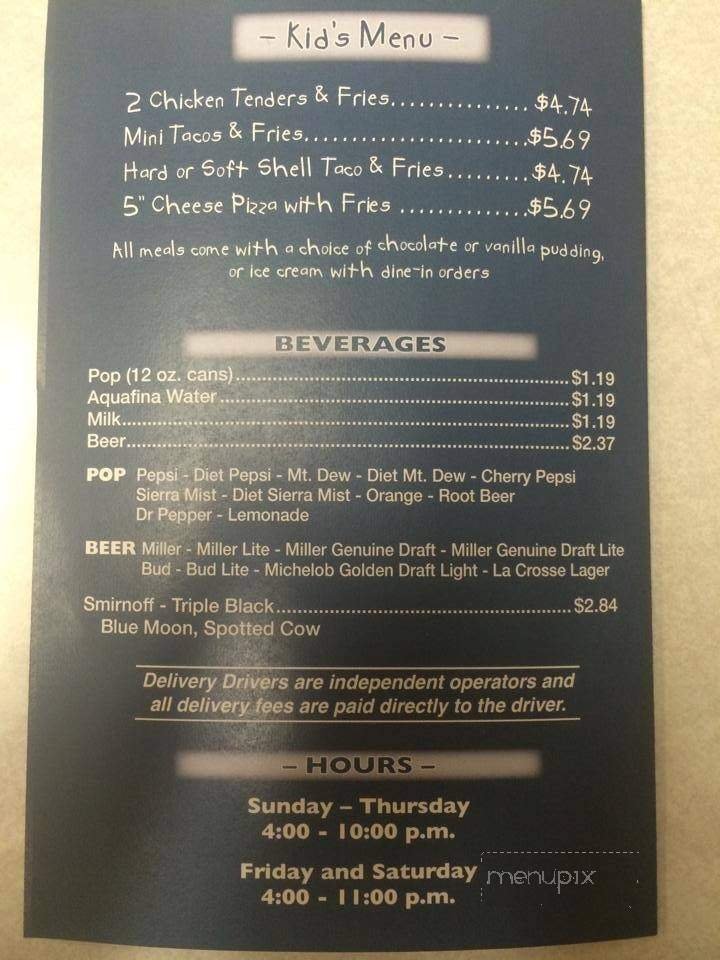 – Kid's Menu –
2 Chicken Tenders & Fries............... $4.74
Mini Tacos & Fries.........................$5.69
Hard or Soft Shell Taco & Fries.........$4.74
5" Cheese Pizza with Fries ..............$5.69
All meals come with a choice of chocolate or vanilla pudding,
or ice cream with dine-in orders
BEVERAGES
Pop (12 oz. cans)....................$1.19
Aquafina Water....................$1.19
Milk....................$1.19
Beer....................$2.37
POP Pepsi - Diet Pepsi - Mt. Dew - Diet Mt. Dew - Cherry Pepsi
Sierra Mist - Diet Sierra Mist - Orange - Root Beer
Dr Pepper - Lemonade
BEER Miller - Miller Lite - Miller Genuine Draft - Miller Genuine Draft Lite
Bud - Bud Lite - Michelob Golden Draft Light - La Crosse Lager
Smirnoff - Triple Black....................$2.84
Blue Moon, Spotted Cow
Delivery Drivers are independent operators and
all delivery fees are paid directly to the driver.
– HOURS –
Sunday – Thursday
4:00 - 10:00 p.m.
Friday and Saturday
4:00 - 11:00 p.m.
menupix